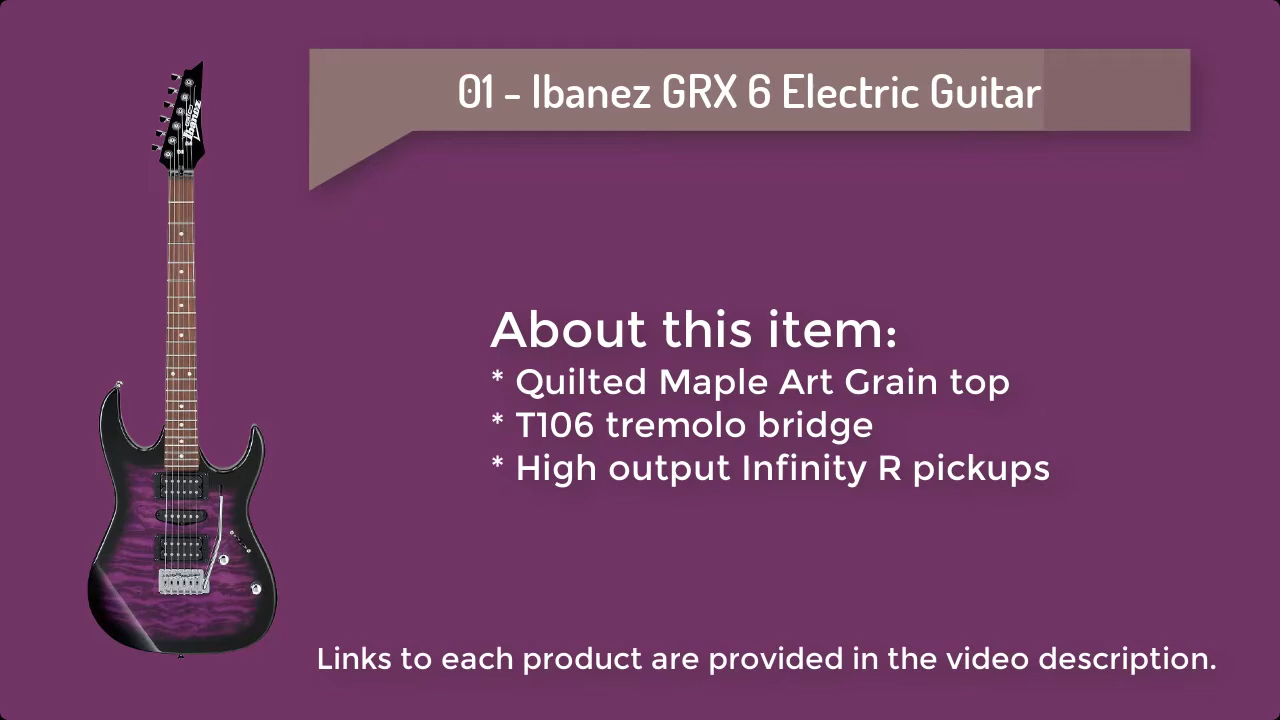 01 - Ibanez GRX 6 Electric Guitar
Ibanez
About this item:
* Quilted Maple Art Grain top
* T106 tremolo bridge
* High output Infinity R pickups
Links to each product are provided in the video description.